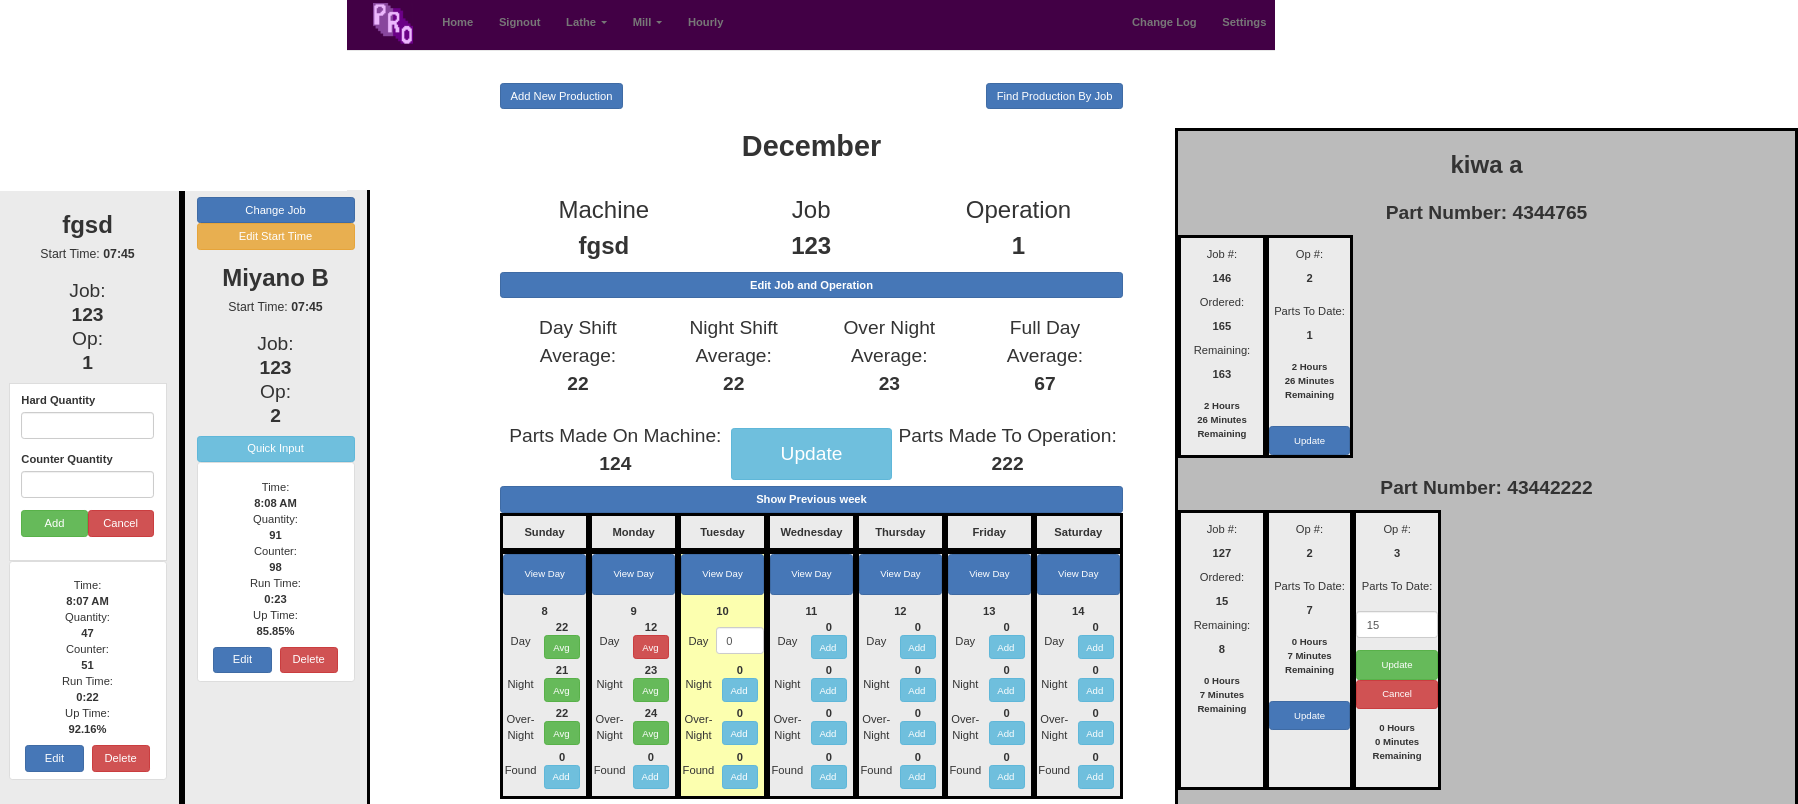 PRO
Home Signout Lathe Mill Hourly Change Log Settings
Add New Production Find Production By Job
December
Machine Job Operation
fgsd 123 1
Edit Job and Operation
Day Shift Night Shift Over Night Full Day
Average: Average: Average: Average:
22 22 23 67
Parts Made On Machine: Update Parts Made To Operation:
124 222
Show Previous week
Sunday Monday Tuesday Wednesday Thursday Friday Saturday
View Day View Day View Day View Day View Day View Day View Day
8 9 10 11 12 13 14
22 12 0 0 0 0
Day Avg Day Avg Day 0 Day Add Day Add Day Add Day Add
21 23 0 0 0 0 0
Night Avg Night Avg Night Add Night Add Night Add Night Add Night Add
22 24 0 0 0 0 0
Over- Over- Over- Over- Over- Over- Over-
Night Avg Night Avg Night Add Night Add Night Add Night Add Night Add
0 0 0 0 0 0 0
Found Add Found Add Found Add Found Add Found Add Found Add Found Add
fgsd
Start Time: 07:45
Job:
123
Op:
1
Hard Quantity
Counter Quantity
Add Cancel
Time:
8:07 AM
Quantity:
47
Counter:
51
Run Time:
0:22
Up Time:
92.16%
Edit Delete
Change Job
Edit Start Time
Miyano B
Start Time: 07:45
Job:
123
Op:
2
Quick Input
Time:
8:08 AM
Quantity:
91
Counter:
98
Run Time:
0:23
Up Time:
85.85%
Edit Delete
kiwa a
Part Number: 4344765
Job #:
146
Ordered:
165
Remaining:
163
2 Hours
26 Minutes
Remaining
Op #:
2
Parts To Date:
1
2 Hours
26 Minutes
Remaining
Update
Part Number: 43442222
Job #:
127
Ordered:
15
Remaining:
8
0 Hours
7 Minutes
Remaining
Op #:
2
Parts To Date:
7
0 Hours
7 Minutes
Remaining
Update
Op #:
3
Parts To Date:
15
Update
Cancel
0 Hours
0 Minutes
Remaining